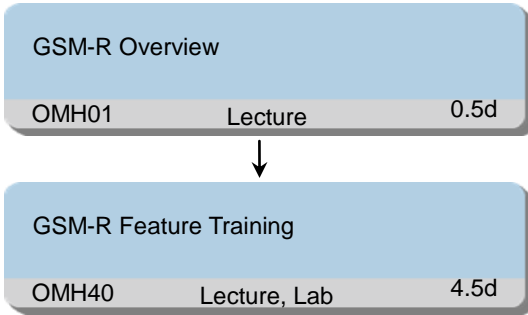 GSM-R Overview
OMH01 Lecture 0.5d
GSM-R Feature Training
OMH40 Lecture, Lab 4.5d